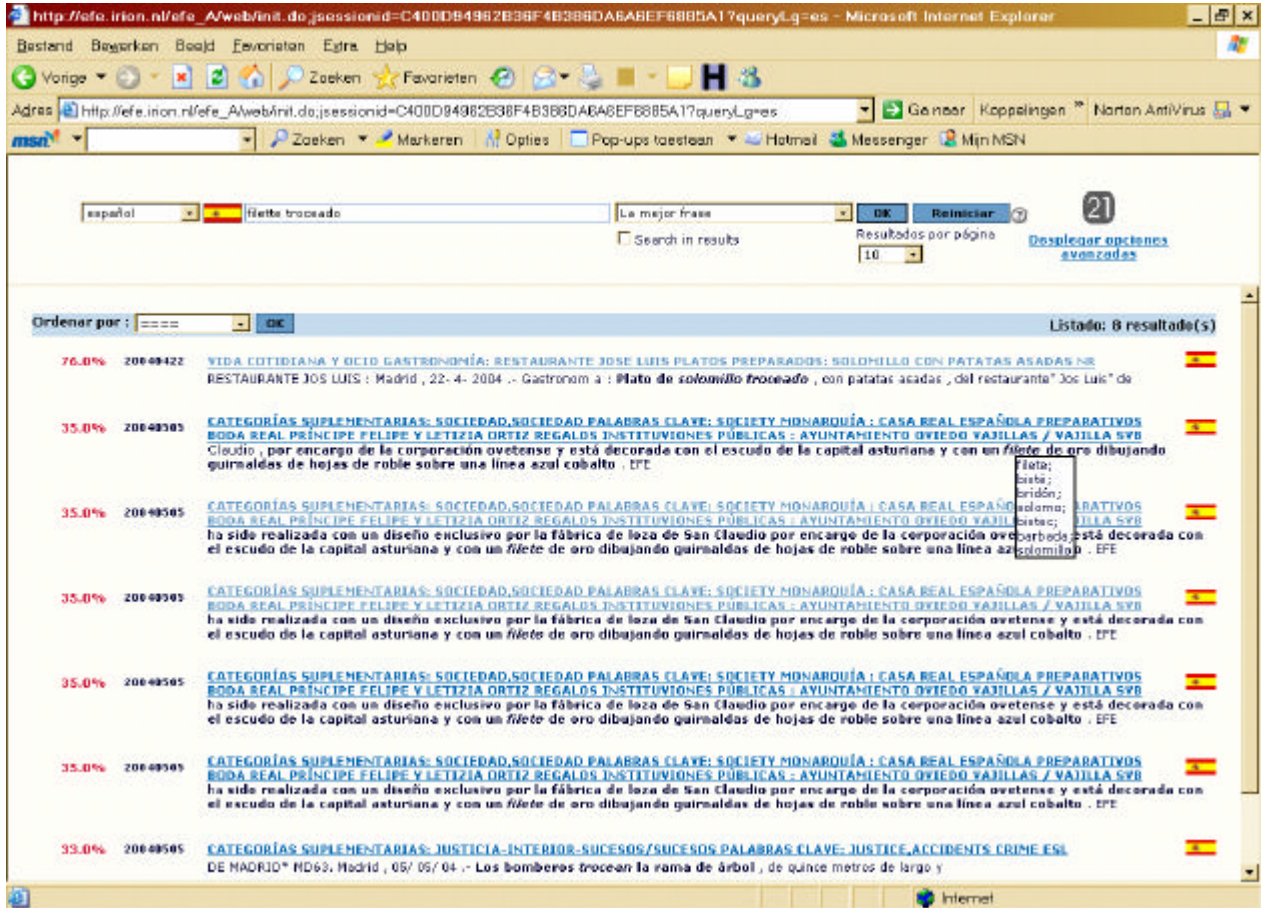 http://efe.irion.nl/efe_A/web/init.do;jsessionid=C400D94962B36F4B386DA6A8EF6885A1?queryLg=es - Microsoft Internet Explorer
Bestand Bewerken Beeld Favorieten Extra Help
Vorige Zoeken Favorieten H
Adres http://efe.irion.nl/efe_A/web/init.do;jsessionid=C400D94962B36F4B386DA6A8EF6885A1?queryLg=es Ga naar Koppelingen » Norton AntiVirus
msn Zoeken Markeren Opties Pop-ups toestaan Hotmail Messenger Mijn MSN
español filette troceado La mejor frase OK Reiniciar ? 21
Search in results Resultados por página Desplegar opciones
10 avanzadas
Ordenar por : ==== OK Listado: 8 resultado(s)
76.0% 20040422 VIDA COTIDIANA Y OCIO GASTRONOMÍA: RESTAURANTE JOSE LUIS PLATOS PREPARADOS: SOLOMILLO CON PATATAS ASADAS NR
RESTAURANTE JOS LUIS : Madrid , 22- 4- 2004 .- Gastronom a : Plato de solomillo troceado , con patatas asadas , del restaurante" Jos Luis" de
35.0% 20040505 CATEGORÍAS SUPLEMENTARIAS: SOCIEDAD,SOCIEDAD PALABRAS CLAVE: SOCIETY MONARQUÍA : CASA REAL ESPAÑOLA PREPARATIVOS
BODA REAL PRÍNCIPE FELIPE Y LETIZIA ORTIZ REGALOS INSTITUVIONES PÚBLICAS : AYUNTAMIENTO OVIEDO VAJILLAS / VAJILLA SVB
Claudio , por encargo de la corporación ovetense y está decorada con el escudo de la capital asturiana y con un filete de oro dibujando
guirnaldas de hojas de roble sobre una línea azul cobalto . EFE
filete;
bisté;
bridón;
solomo;
bistec;
barbada;
solomillo
35.0% 20040505 CATEGORÍAS SUPLEMENTARIAS: SOCIEDAD,SOCIEDAD PALABRAS CLAVE: SOCIETY MONARQUÍA : CASA REAL ESPAÑ ARATIVOS
BODA REAL PRÍNCIPE FELIPE Y LETIZIA ORTIZ REGALOS INSTITUVIONES PÚBLICAS : AYUNTAMIENTO OVIEDO VAJILL LLA SVB
ha sido realizada con un diseño exclusivo por la fábrica de loza de San Claudio por encargo de la corporación ove está decorada con
el escudo de la capital asturiana y con un filete de oro dibujando guirnaldas de hojas de roble sobre una línea az o . EFE
35.0% 20040505 CATEGORÍAS SUPLEMENTARIAS: SOCIEDAD,SOCIEDAD PALABRAS CLAVE: SOCIETY MONARQUÍA : CASA REAL ESPAÑOLA PREPARATIVOS
BODA REAL PRÍNCIPE FELIPE Y LETIZIA ORTIZ REGALOS INSTITUVIONES PÚBLICAS : AYUNTAMIENTO OVIEDO VAJILLAS / VAJILLA SVB
ha sido realizada con un diseño exclusivo por la fábrica de loza de San Claudio por encargo de la corporación ovetense y está decorada con
el escudo de la capital asturiana y con un filete de oro dibujando guirnaldas de hojas de roble sobre una línea azul cobalto . EFE
35.0% 20040505 CATEGORÍAS SUPLEMENTARIAS: SOCIEDAD,SOCIEDAD PALABRAS CLAVE: SOCIETY MONARQUÍA : CASA REAL ESPAÑOLA PREPARATIVOS
BODA REAL PRÍNCIPE FELIPE Y LETIZIA ORTIZ REGALOS INSTITUVIONES PÚBLICAS : AYUNTAMIENTO OVIEDO VAJILLAS / VAJILLA SVB
ha sido realizada con un diseño exclusivo por la fábrica de loza de San Claudio por encargo de la corporación ovetense y está decorada con
el escudo de la capital asturiana y con un filete de oro dibujando guirnaldas de hojas de roble sobre una línea azul cobalto . EFE
35.0% 20040505 CATEGORÍAS SUPLEMENTARIAS: SOCIEDAD,SOCIEDAD PALABRAS CLAVE: SOCIETY MONARQUÍA : CASA REAL ESPAÑOLA PREPARATIVOS
BODA REAL PRÍNCIPE FELIPE Y LETIZIA ORTIZ REGALOS INSTITUVIONES PÚBLICAS : AYUNTAMIENTO OVIEDO VAJILLAS / VAJILLA SVB
ha sido realizada con un diseño exclusivo por la fábrica de loza de San Claudio por encargo de la corporación ovetense y está decorada con
el escudo de la capital asturiana y con un filete de oro dibujando guirnaldas de hojas de roble sobre una línea azul cobalto . EFE
33.0% 20040505 CATEGORÍAS SUPLEMENTARIAS: JUSTICIA-INTERIOR-SUCESOS/SUCESOS PALABRAS CLAVE: JUSTICE,ACCIDENTS CRIME ESL
DE MADRID* MD63. Madrid , 05/ 05/ 04 .- Los bomberos trocean la rama de árbol , de quince metros de largo y
Internet